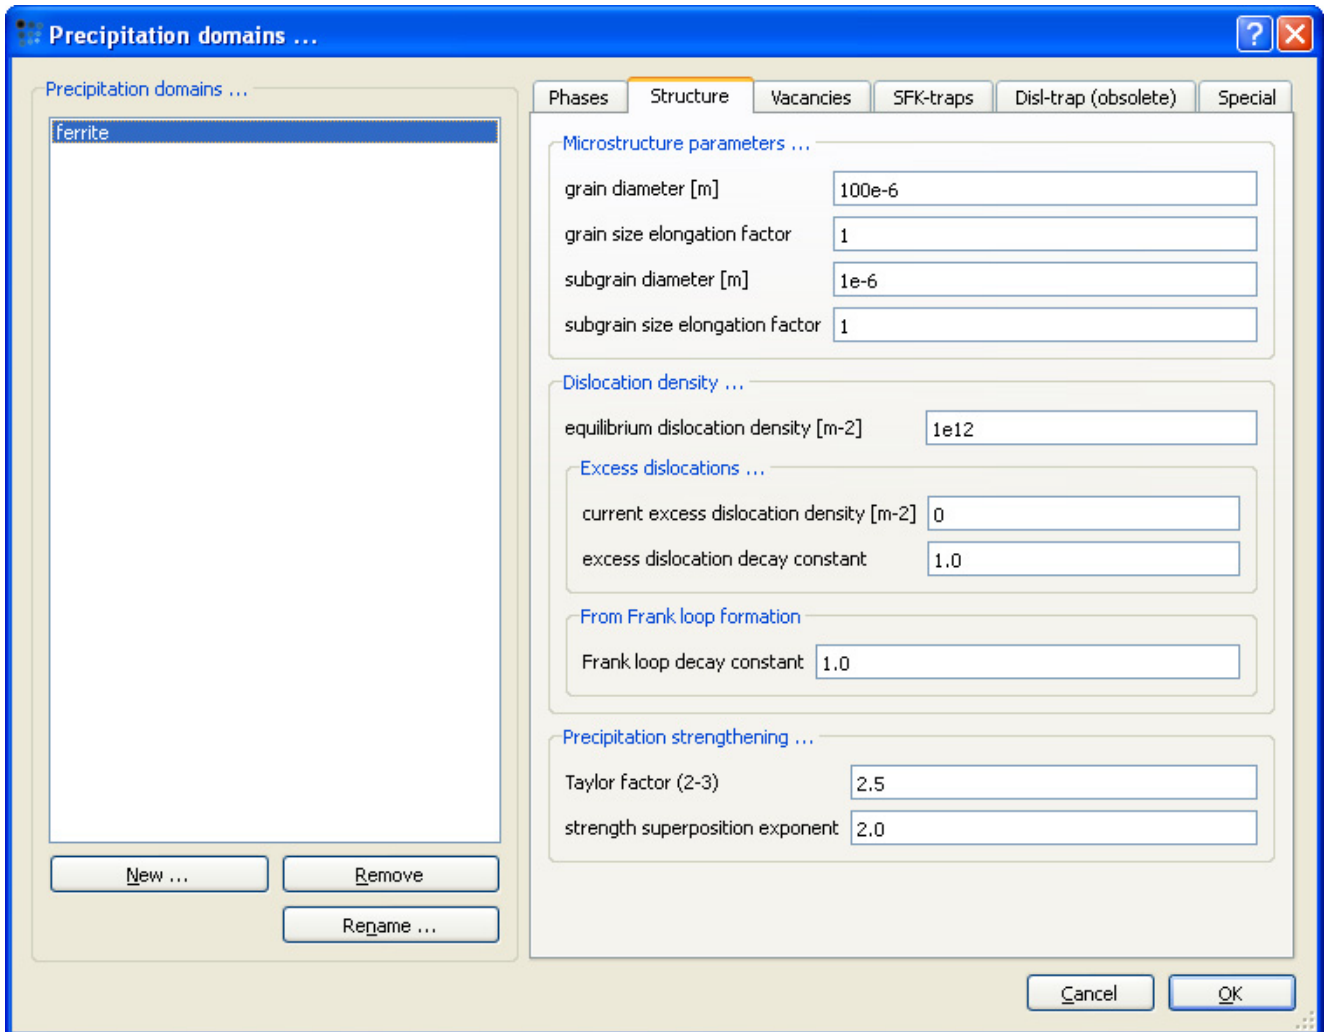 Precipitation domains ...
Precipitation domains ...
ferrite
New ...
Remove
Rename ...
Phases
Structure
Vacancies
SFK-traps
Disl-trap (obsolete)
Special
Microstructure parameters ...
grain diameter [m]
100e-6
grain size elongation factor
1
subgrain diameter [m]
1e-6
subgrain size elongation factor
1
Dislocation density ...
equilibrium dislocation density [m-2]
1e12
Excess dislocations ...
current excess dislocation density [m-2]
0
excess dislocation decay constant
1.0
From Frank loop formation
Frank loop decay constant
1.0
Precipitation strengthening ...
Taylor factor (2-3)
2.5
strength superposition exponent
2.0
Cancel
OK